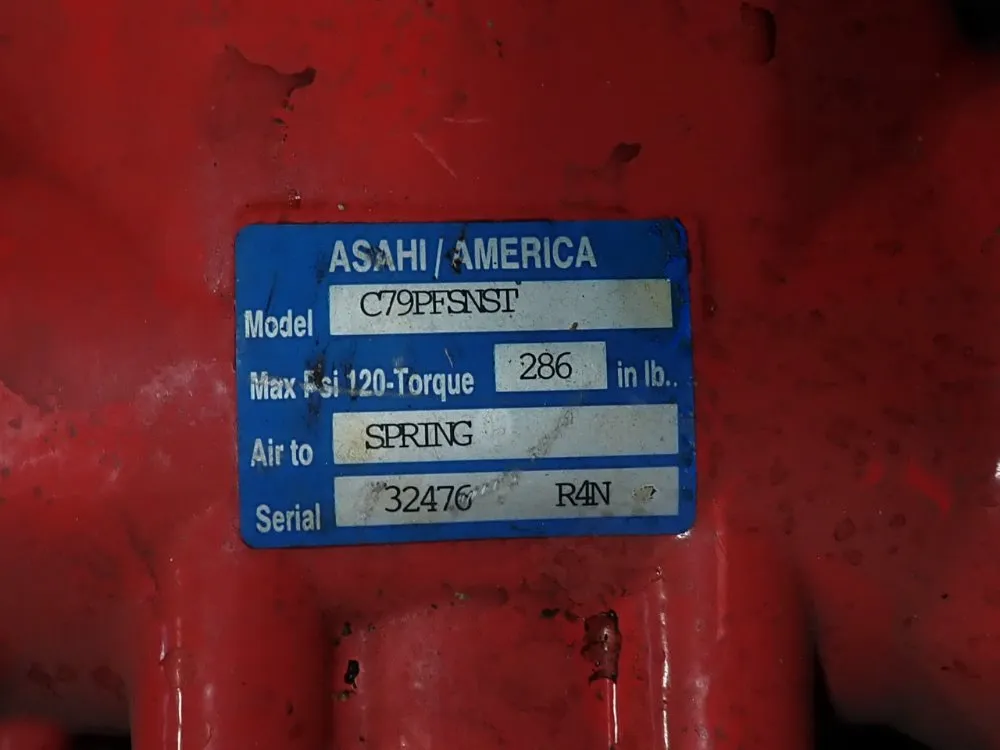 ASAHI / AMERICA
Model C79PFSNST
Max Psi 120-Torque 286 in lb..
Air to SPRING
Serial 32476 R4N